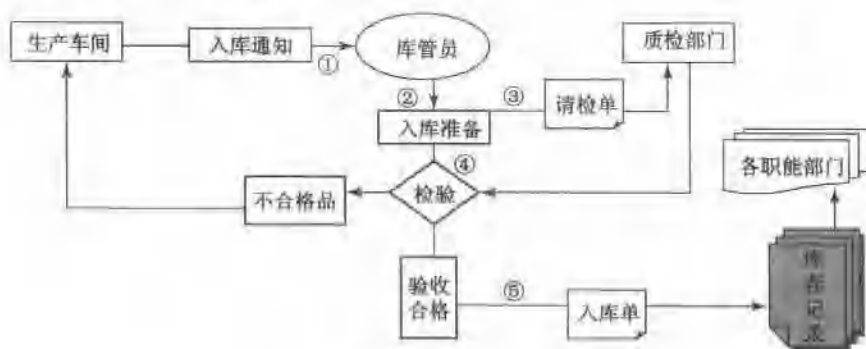 生产车间
入库通知
①
库管员
质检部门
②
③
请检单
入库准备
④
各职能部门
不合格品
检验
验收
合格
⑤
入库单
库存记录